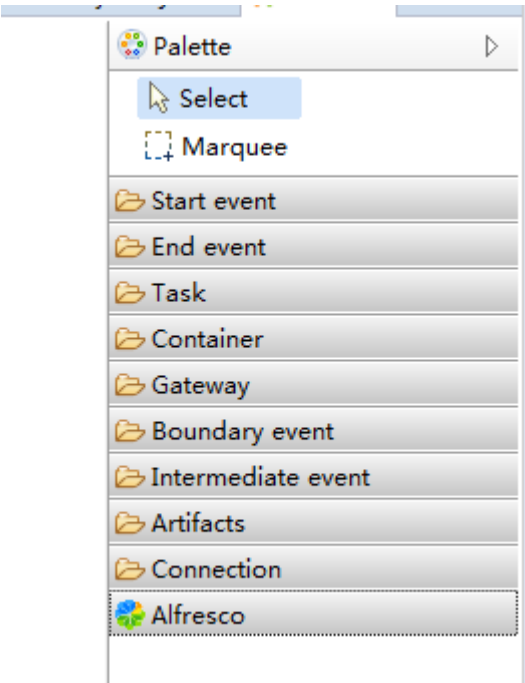 Palette
Select
Marquee
Start event
End event
Task
Container
Gateway
Boundary event
Intermediate event
Artifacts
Connection
Alfresco